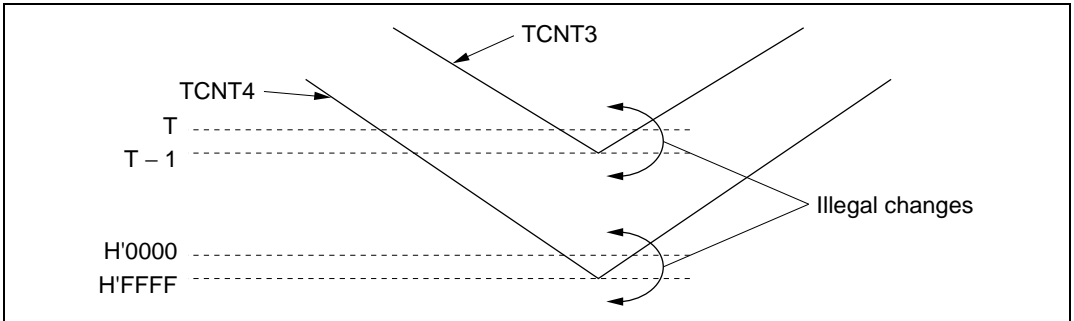 TCNT3
TCNT4
T
T – 1
Illegal changes
H'0000
H'FFFF